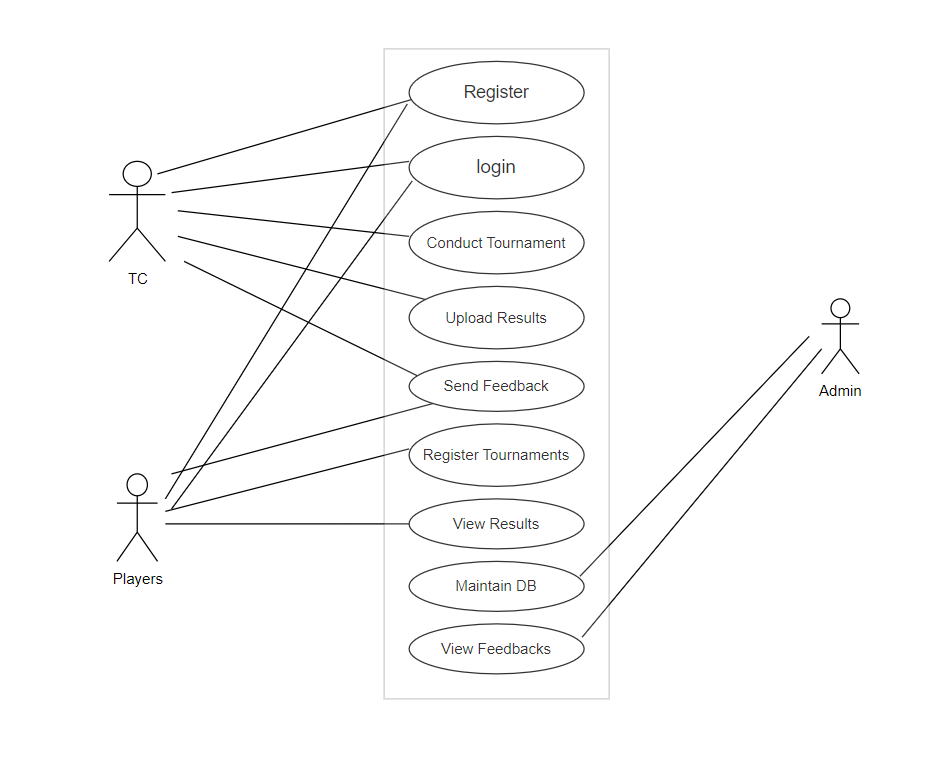 Register
login
Conduct Tournament
TC
Upload Results
Send Feedback
Admin
Register Tournaments
View Results
Players
Maintain DB
View Feedbacks